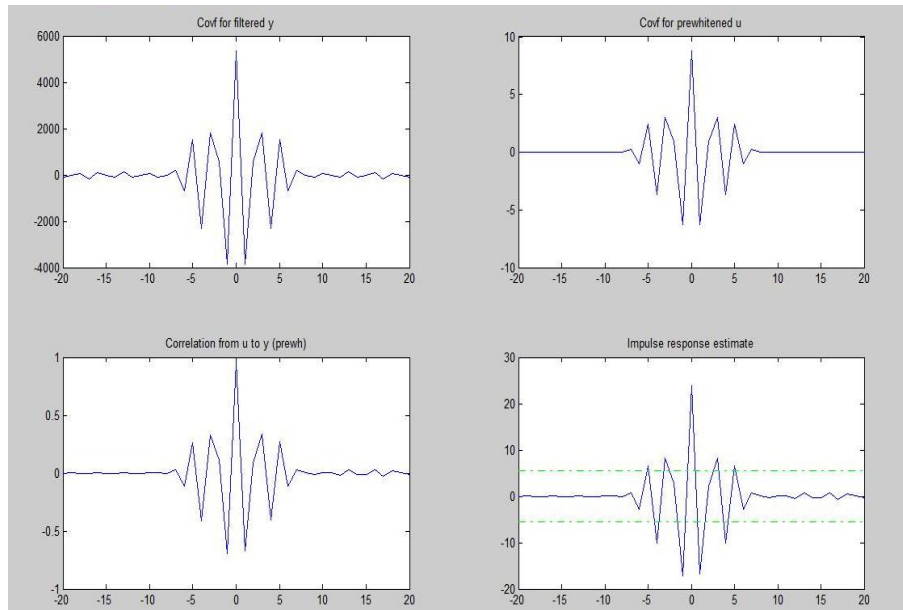 Covf for filtered y
6000
4000
2000
0
-2000
-4000
-20 -15 -10 -5 0 5 10 15 20
Covf for prewhitened u
10
5
0
-5
-10
-20 -15 -10 -5 0 5 10 15 20
Correlation from u to y (prewh)
1
0.5
0
-0.5
-1
-20 -15 -10 -5 0 5 10 15 20
Impulse response estimate
30
20
10
0
-10
-20
-20 -15 -10 -5 0 5 10 15 20